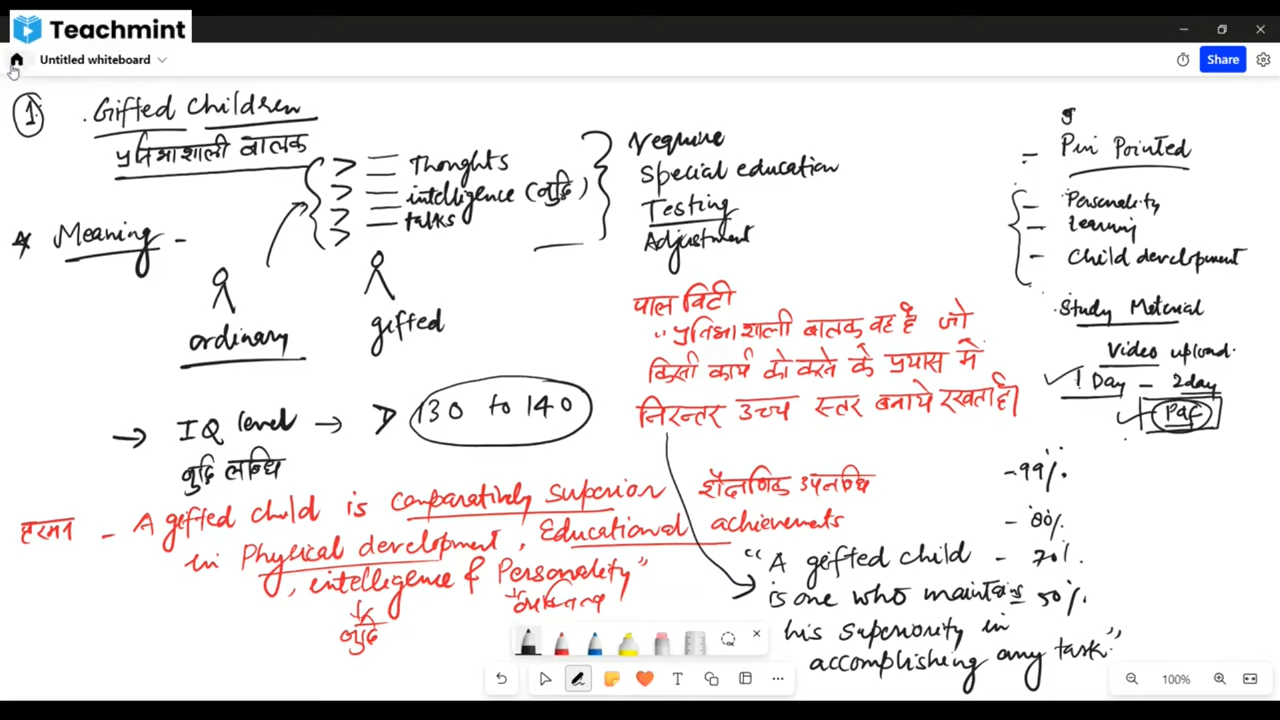 Teachmint
Untitled whiteboard
Share
① Gifted Children
प्रतिभाशाली बालक
Thoughts
intelligence (बुद्धि)
talks
require
Special education
Testing
Adjustment
* Meaning -
ordinary
gifted
→ IQ level → > 130 to 140
बुद्धि लब्धि
पाल विटी
"प्रतिभाशाली बालक वह है जो
किसी कार्य को करने के प्रयास में
निरन्तर उच्च स्तर बनाये रखता है।
- A gifted child is comparatively superior
शैक्षणिक उपलब्धि
in Physical development, Educational achievements
, intelligence & Personality"
बुद्धि
"A gifted child
is one who maintains
his superiority in
accomplishing any task"
- Pin Pointed
- Personality
- learning
- Child development
Study Material
Video upload.
✓ 1 Day - 2 day
✓
- 99%.
- 80%.
- 70%.
- 50%.
100%